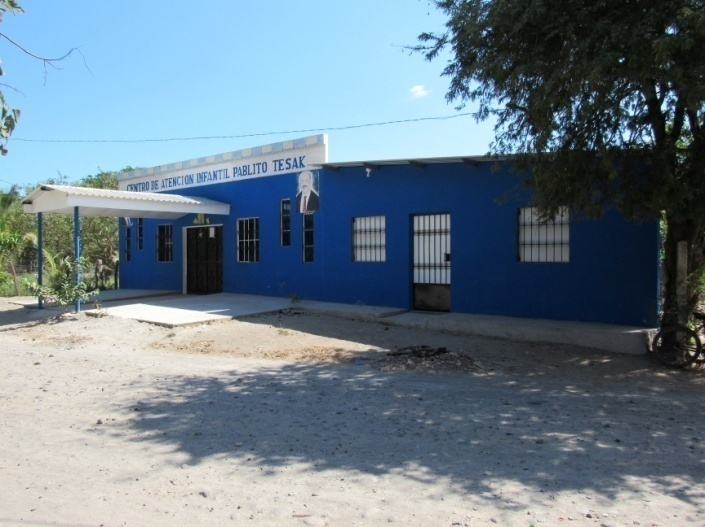 CENTRO DE ATENCION INFANTIL PABLITO TESAK